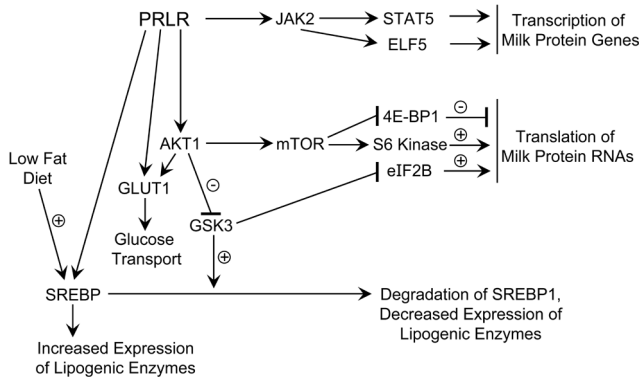 PRLR
JAK2
STAT5
ELF5
Transcription of
Milk Protein Genes
AKT1
mTOR
4E-BP1
S6 Kinase
eIF2B
⊖
⊕
⊕
Translation of
Milk Protein RNAs
Low Fat
Diet
⊕
GLUT1
⊖
GSK3
Glucose
Transport
⊕
SREBP
Degradation of SREBP1,
Decreased Expression of
Lipogenic Enzymes
Increased Expression
of Lipogenic Enzymes